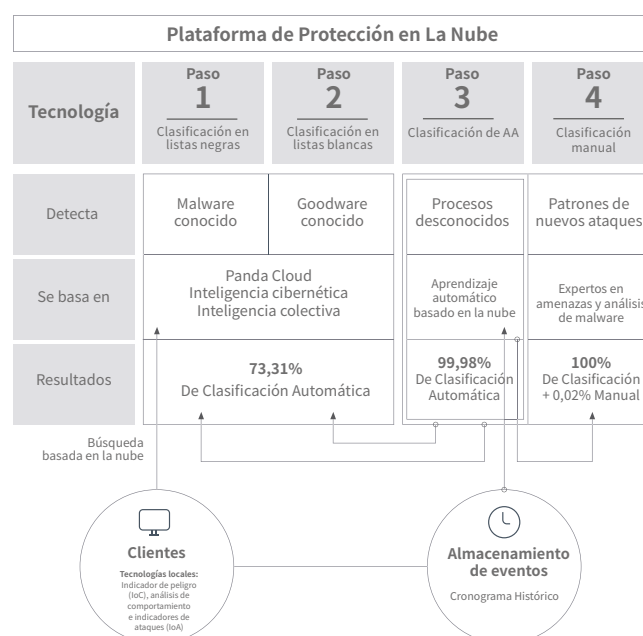 Plataforma de Protección en La Nube
Tecnología
Paso
1
Clasificación en
listas negras
Paso
2
Clasificación en
listas blancas
Paso
3
Clasificación de AA
Paso
4
Clasificación
manual
Detecta
Malware
conocido
Goodware
conocido
Procesos
desconocidos
Patrones de
nuevos ataques
Se basa en
Panda Cloud
Inteligencia cibernética
Inteligencia colectiva
Aprendizaje
automático
basado en la nube
Expertos en
amenazas y análisis
de malware
Resultados
73,31%
De Clasificación Automática
99,98%
De Clasificación
Automática
100%
De Clasificación
+ 0,02% Manual
Búsqueda
basada en la nube
Clientes
Tecnologías locales:
Indicador de peligro
(IoC), análisis de
comportamiento
e indicadores de
ataques (IoA)
Almacenamiento
de eventos
Cronograma Histórico